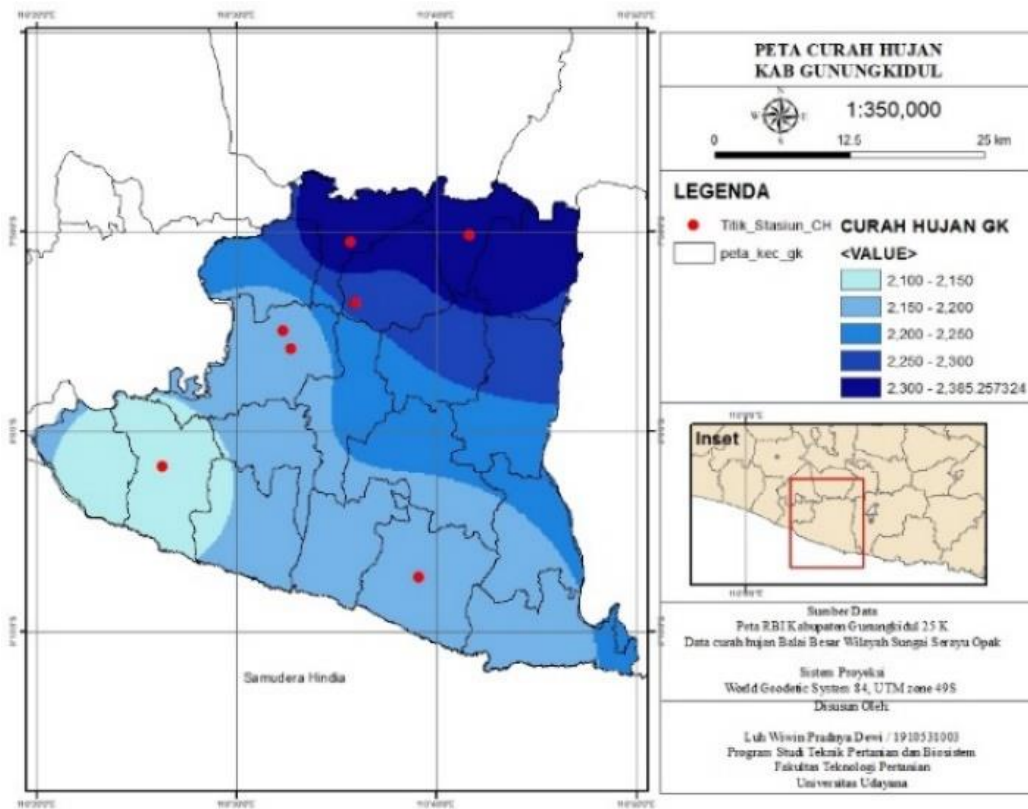 PETA CURAH HUJAN
KAB GUNUNGKIDUL
N
W E
S
1:350,000
0 12.5 25 km
LEGENDA
Titik_Stasiun_CH
peta_kec_gk
CURAH HUJAN GK
<VALUE>
2,100 - 2,150
2,150 - 2,200
2,200 - 2,250
2,250 - 2,300
2,300 - 2,385.257324
Inset
Samudera Hindia
Sumber Data
Peta RBI Kabupaten Gunungkidul 25 K
Data curah hujan Balai Besar Wilayah Sungai Serayu Opak
Sistem Proyeksi
World Geodetic System 84, UTM zone 49S
Disusun Oleh:
Luh Wiwin Pradnya Dewi / 1910531003
Program Studi Teknik Pertanian dan Biosistem
Fakultas Teknologi Pertanian
Universitas Udayana